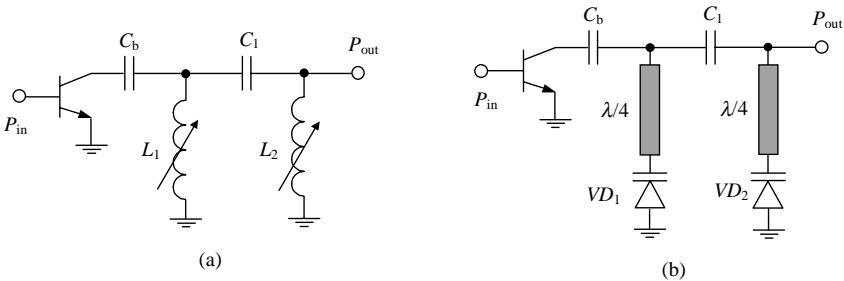 C_b C_1 P_out
P_in
L_1 L_2
(a)
C_b C_1 P_out
P_in
λ/4 λ/4
VD_1 VD_2
(b)